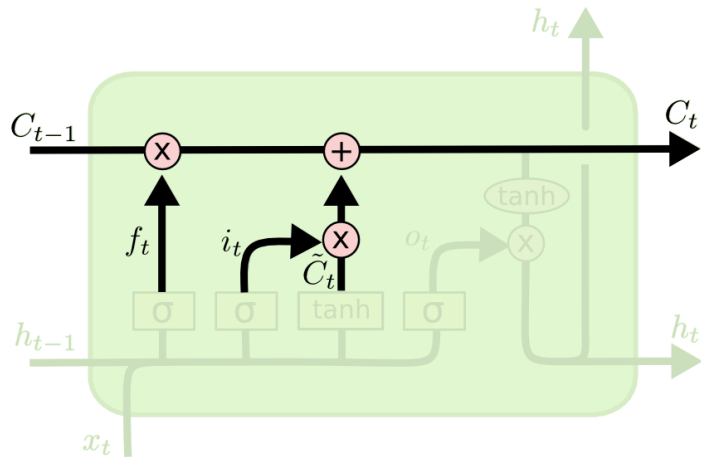 h_t
C_{t-1}
C_t
x
+
tanh
f_t
i_t
x
o_t
x
C̃_t
σ
σ
tanh
σ
h_{t-1}
h_t
x_t